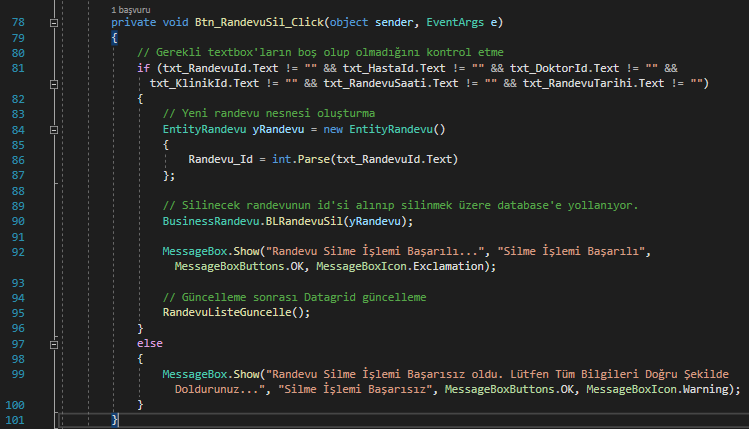 1 başvuru
78 private void Btn_RandevuSil_Click(object sender, EventArgs e)
79 {
80 // Gerekli textbox'ların boş olup olmadığını kontrol etme
81 if (txt_RandevuId.Text != "" && txt_HastaId.Text != "" && txt_DoktorId.Text != "" &&
txt_KlinikId.Text != "" && txt_RandevuSaati.Text != "" && txt_RandevuTarihi.Text != "")
82 {
83 // Yeni randevu nesnesi oluşturma
84 EntityRandevu yRandevu = new EntityRandevu()
85 {
86 Randevu_Id = int.Parse(txt_RandevuId.Text)
87 };
88
89 // Silinecek randevunun id'si alınıp silinmek üzere database'e yollanıyor.
90 BusinessRandevu.BLRandevuSil(yRandevu);
91
92 MessageBox.Show("Randevu Silme İşlemi Başarılı...", "Silme İşlemi Başarılı",
MessageBoxButtons.OK, MessageBoxIcon.Exclamation);
93
94 // Güncelleme sonrası Datagrid güncelleme
95 RandevuListeGuncelle();
96 }
97 else
98 {
99 MessageBox.Show("Randevu Silme İşlemi Başarısız oldu. Lütfen Tüm Bilgileri Doğru Şekilde
Doldurunuz...", "Silme İşlemi Başarısız", MessageBoxButtons.OK, MessageBoxIcon.Warning);
100 }
101 }